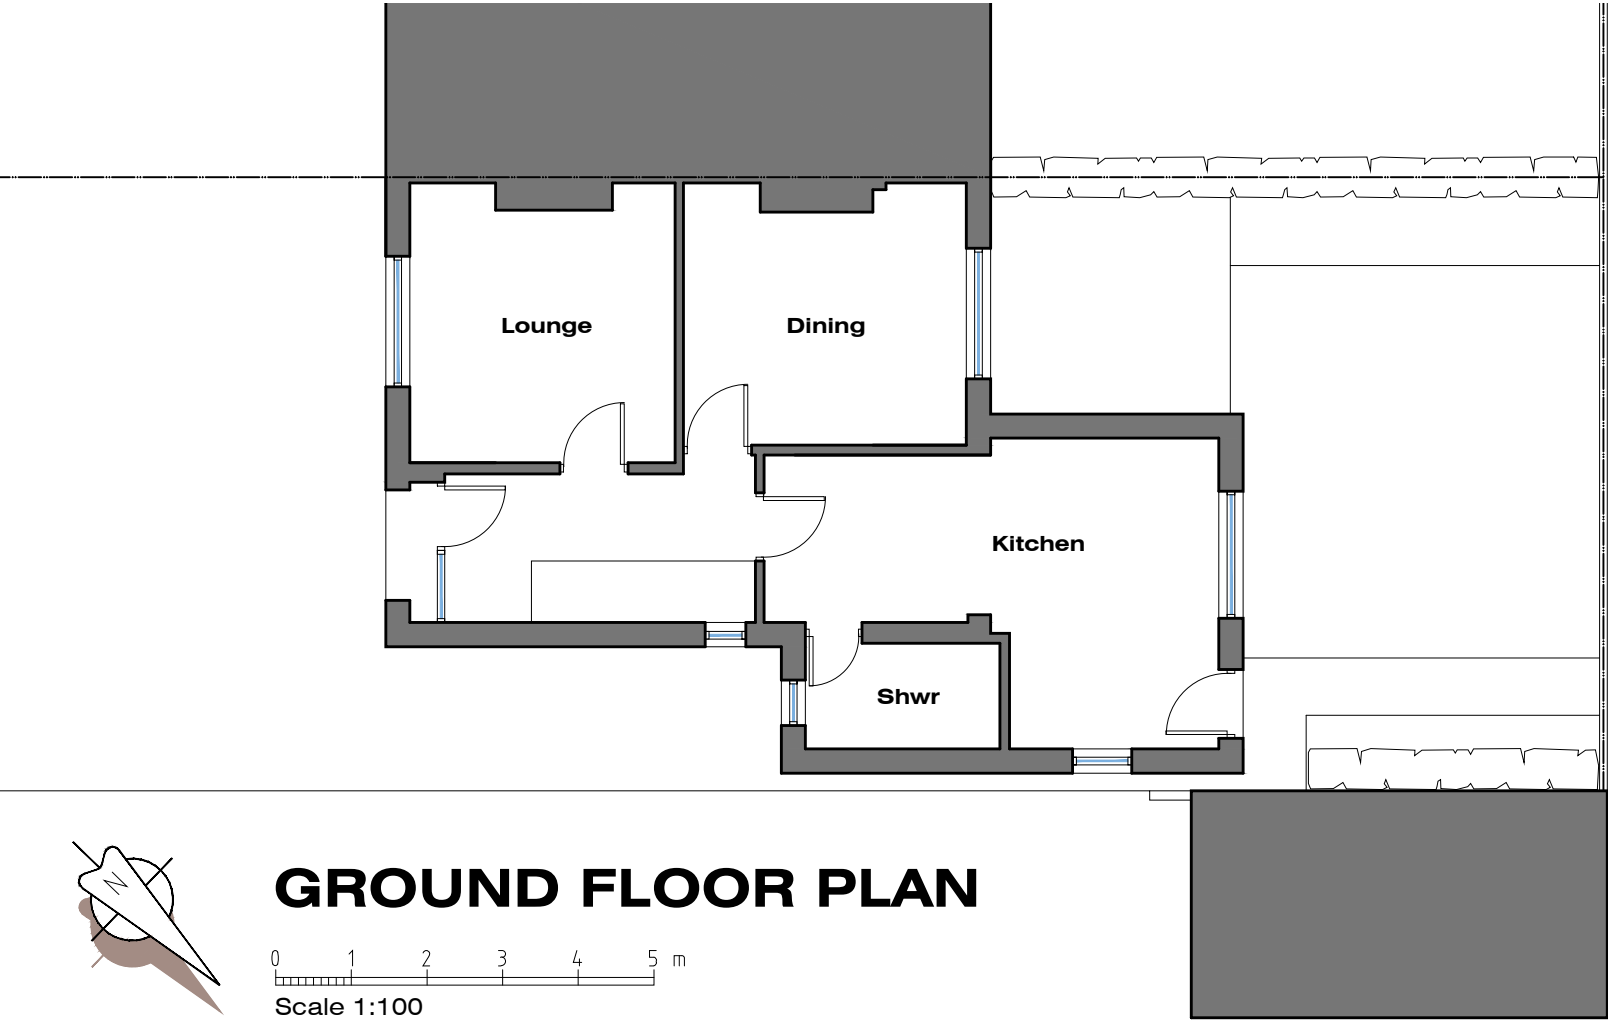 Lounge
Dining
Kitchen
Shwr
N
GROUND FLOOR PLAN
0 1 2 3 4 5 m
Scale 1:100